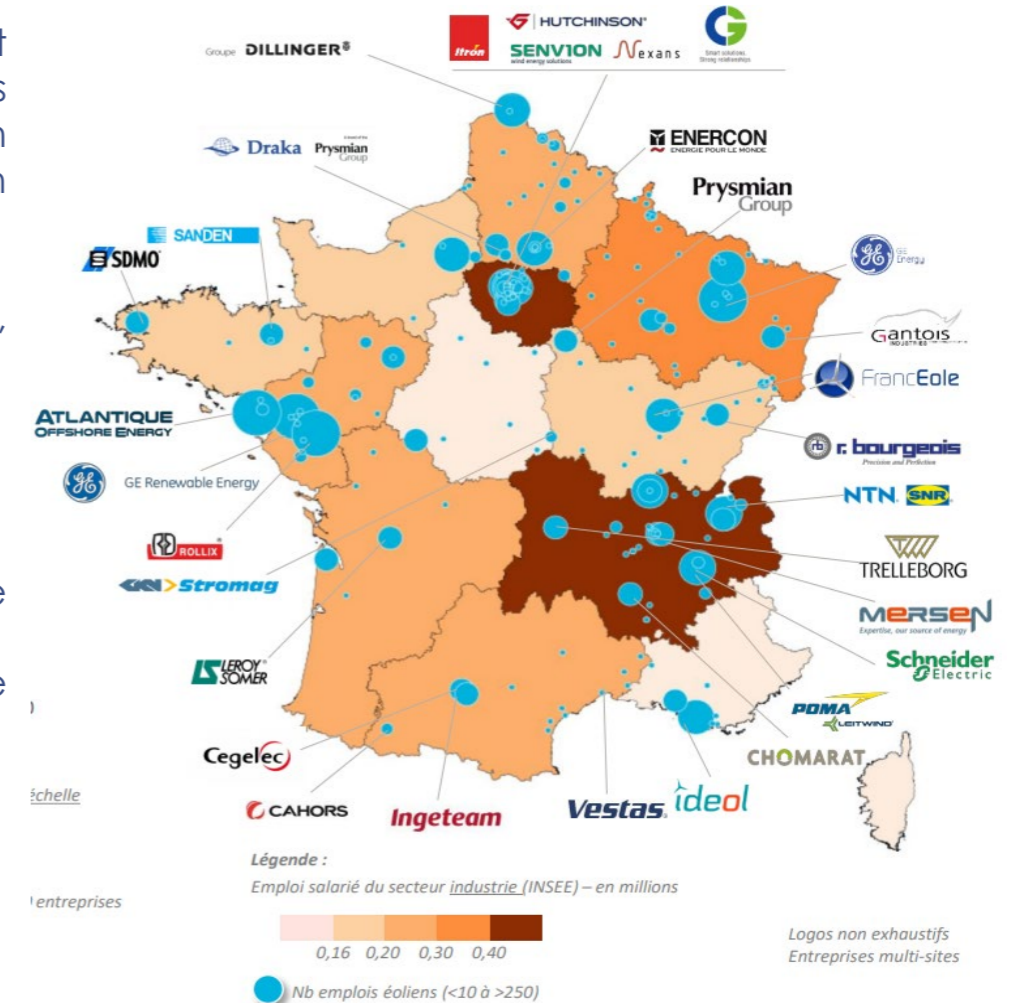 t
s
n
n
,
e
e
échelle
entreprises
Groupe DILLINGER
Itrón
HUTCHINSON
SENVION
wind energy solutions
Nexans
Smart solutions.
Strong relationships
Draka
Prysmian
Group
ENERCON
ENERGIE POUR LE MONDE
Prysmian
Group
SANDEN
SDMO
GE
Energy
Gantois
INDUSTRIES
FrancEole
ATLANTIQUE
OFFSHORE ENERGY
rb r. bourgeois
Precision and Perfection
GE Renewable Energy
NTN SNR
ROLLIX
TRELLEBORG
GKN Stromag
MERSEN
Expertise, our source of energy
LS LEROY
SOMER
Schneider
Electric
POMA
LEITWIND
Cegelec
CHOMARAT
CAHORS
Ingeteam
Vestas
ideol
Légende :
Emploi salarié du secteur industrie (INSEE) – en millions
0,16 0,20 0,30 0,40
Nb emplois éoliens (<10 à >250)
Logos non exhaustifs
Entreprises multi-sites